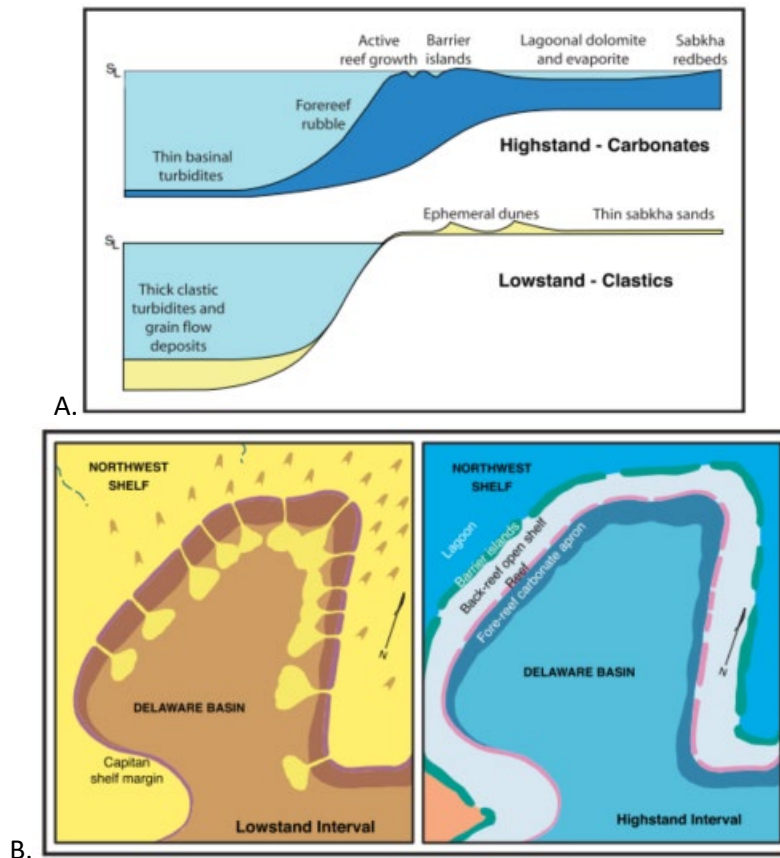 Active
reef growth
Barrier
islands
Lagoonal dolomite
and evaporite
Sabkha
redbeds
SL
Forereef
rubble
Thin basinal
turbidites
Highstand - Carbonates
Ephemeral dunes
Thin sabkha sands
SL
Lowstand - Clastics
Thick clastic
turbidites and
grain flow
deposits
A.
NORTHWEST
SHELF
N
DELAWARE BASIN
Capitan
shelf margin
Lowstand Interval
NORTHWEST
SHELF
Lagoon
Barrier islands
Back-reef open shelf
Reef
Fore-reef carbonate apron
N
DELAWARE BASIN
Highstand Interval
B.